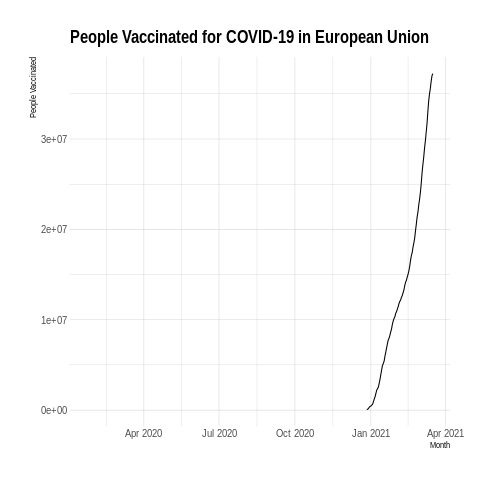 People Vaccinated for COVID-19 in European Union
People Vaccinated
3e+07
2e+07
1e+07
0e+00
Apr 2020 Jul 2020 Oct 2020 Jan 2021 Apr 2021
Month